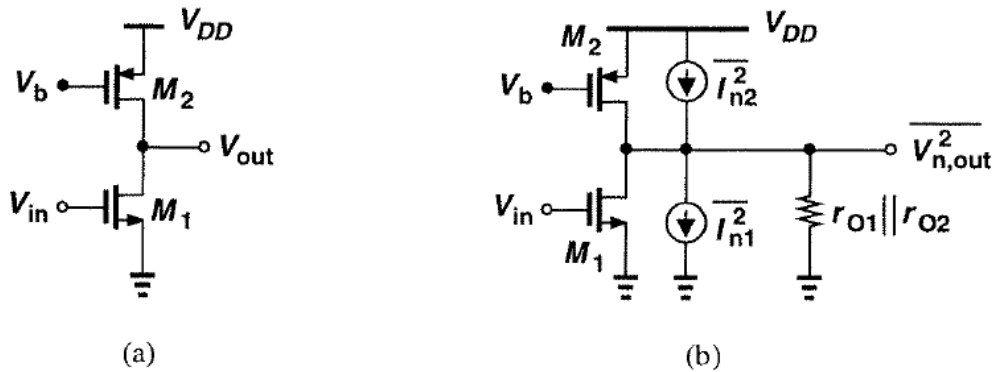 V_DD
V_b
M_2
V_out
V_in
M_1
(a)
M_2
V_DD
V_b
\overline{I_{n2}^2}
\overline{V_{n,out}^2}
V_in
\overline{I_{n1}^2}
r_{O1}||r_{O2}
M_1
(b)